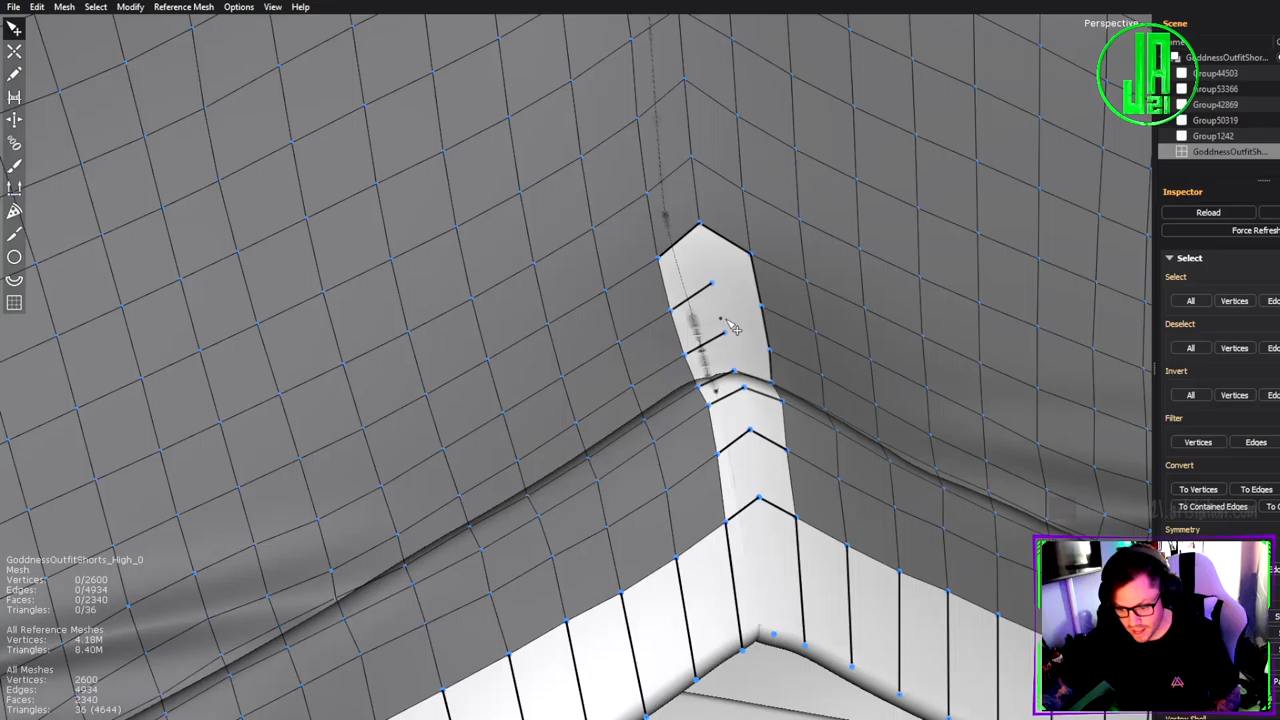 File Edit Mesh Select Modify Reference Mesh Options View Help
Perspective
Scene
GoddnessOutfitShor...
Group44503
Group53366
Group42869
Group50319
Group1242
GoddnessOutfitSh...
Inspector
Reload
Force Refresh
Select
Select
All Vertices
Deselect
All Vertices
Invert
All Vertices
Filter
Vertices Edges
Convert
To Vertices To Edges
To Contained Edges
Symmetry
GoddnessOutfitShorts_High_0
Mesh
Vertices: 0/2600
Edges: 0/4934
Faces: 0/2340
Triangles: 0/36
All Reference Meshes
Vertices: 4.18M
Triangles: 8.40M
All Meshes
Vertices: 2600
Edges: 4934
Faces: 2340
Triangles: 36 (4644)